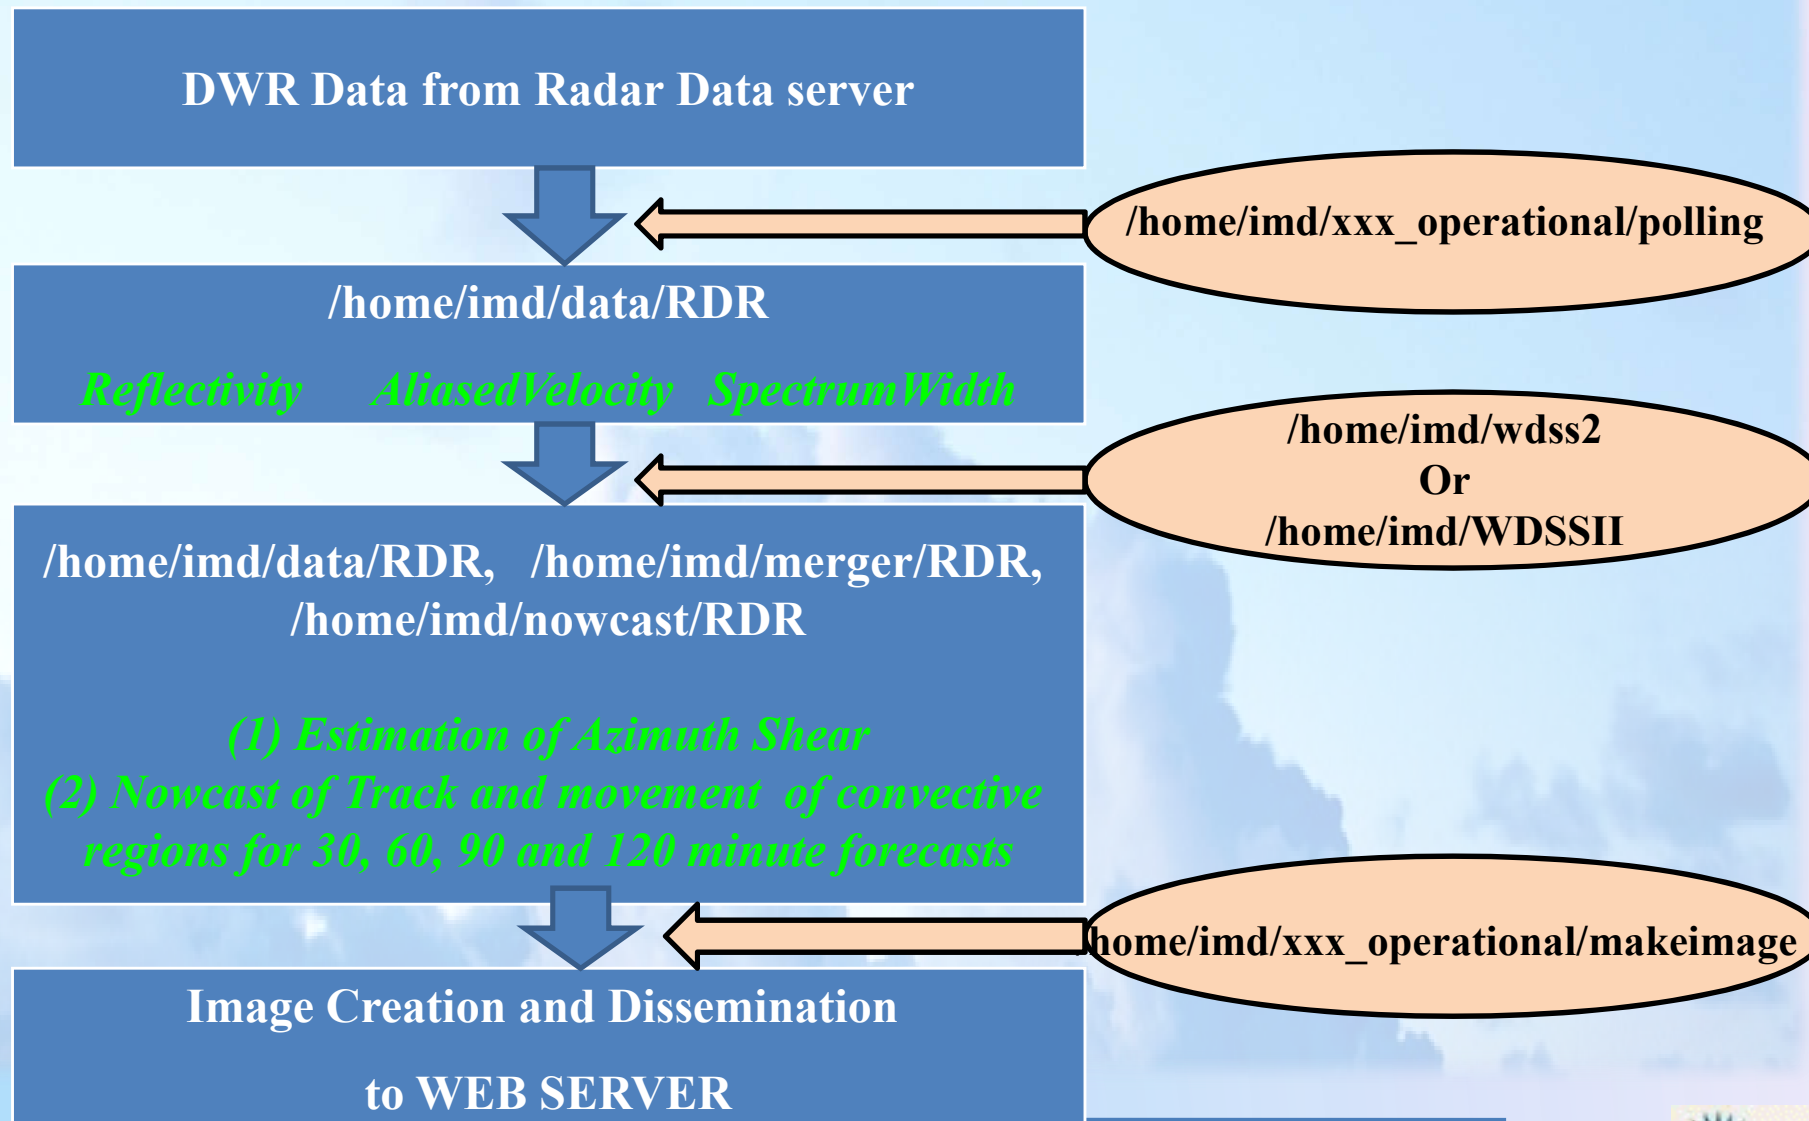 DWR Data from Radar Data server
/home/imd/xxx_operational/polling
/home/imd/data/RDR
Reflectivity AliasedVelocity SpectrumWidth
/home/imd/wdss2
Or
/home/imd/WDSSII
/home/imd/data/RDR, /home/imd/merger/RDR,
/home/imd/nowcast/RDR
(1) Estimation of Azimuth Shear
(2) Nowcast of Track and movement of convective
regions for 30, 60, 90 and 120 minute forecasts
home/imd/xxx_operational/makeimage
Image Creation and Dissemination
to WEB SERVER